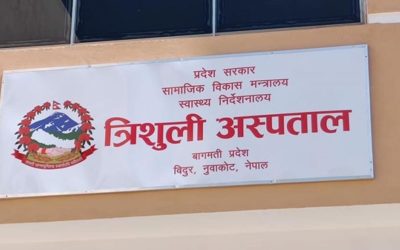 प्रदेश सरकार
सामाजिक विकास मन्त्रालय
स्वास्थ्य निर्देशनालय
त्रिशुली अस्पताल
बागमती प्रदेश
विदुर, नुवाकोट, नेपाल